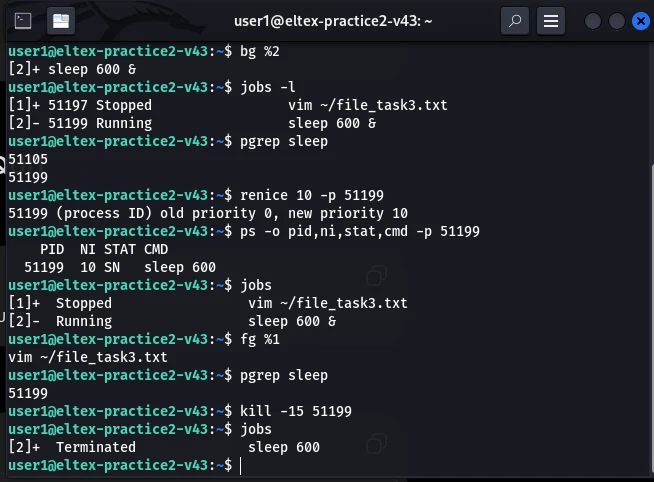 user1@eltex-practice2-v43: ~
user1@eltex-practice2-v43:~$ bg %2
[2]+ sleep 600 &
user1@eltex-practice2-v43:~$ jobs -l
[1]+ 51197 Stopped                 vim ~/file_task3.txt
[2]- 51199 Running                 sleep 600 &
user1@eltex-practice2-v43:~$ pgrep sleep
51105
51199
user1@eltex-practice2-v43:~$ renice 10 -p 51199
51199 (process ID) old priority 0, new priority 10
user1@eltex-practice2-v43:~$ ps -o pid,ni,stat,cmd -p 51199
    PID  NI STAT CMD
  51199  10 SN   sleep 600
user1@eltex-practice2-v43:~$ jobs
[1]+  Stopped                 vim ~/file_task3.txt
[2]-  Running                 sleep 600 &
user1@eltex-practice2-v43:~$ fg %1
vim ~/file_task3.txt
user1@eltex-practice2-v43:~$ pgrep sleep
51199
user1@eltex-practice2-v43:~$ kill -15 51199
user1@eltex-practice2-v43:~$ jobs
[2]+  Terminated              sleep 600
user1@eltex-practice2-v43:~$